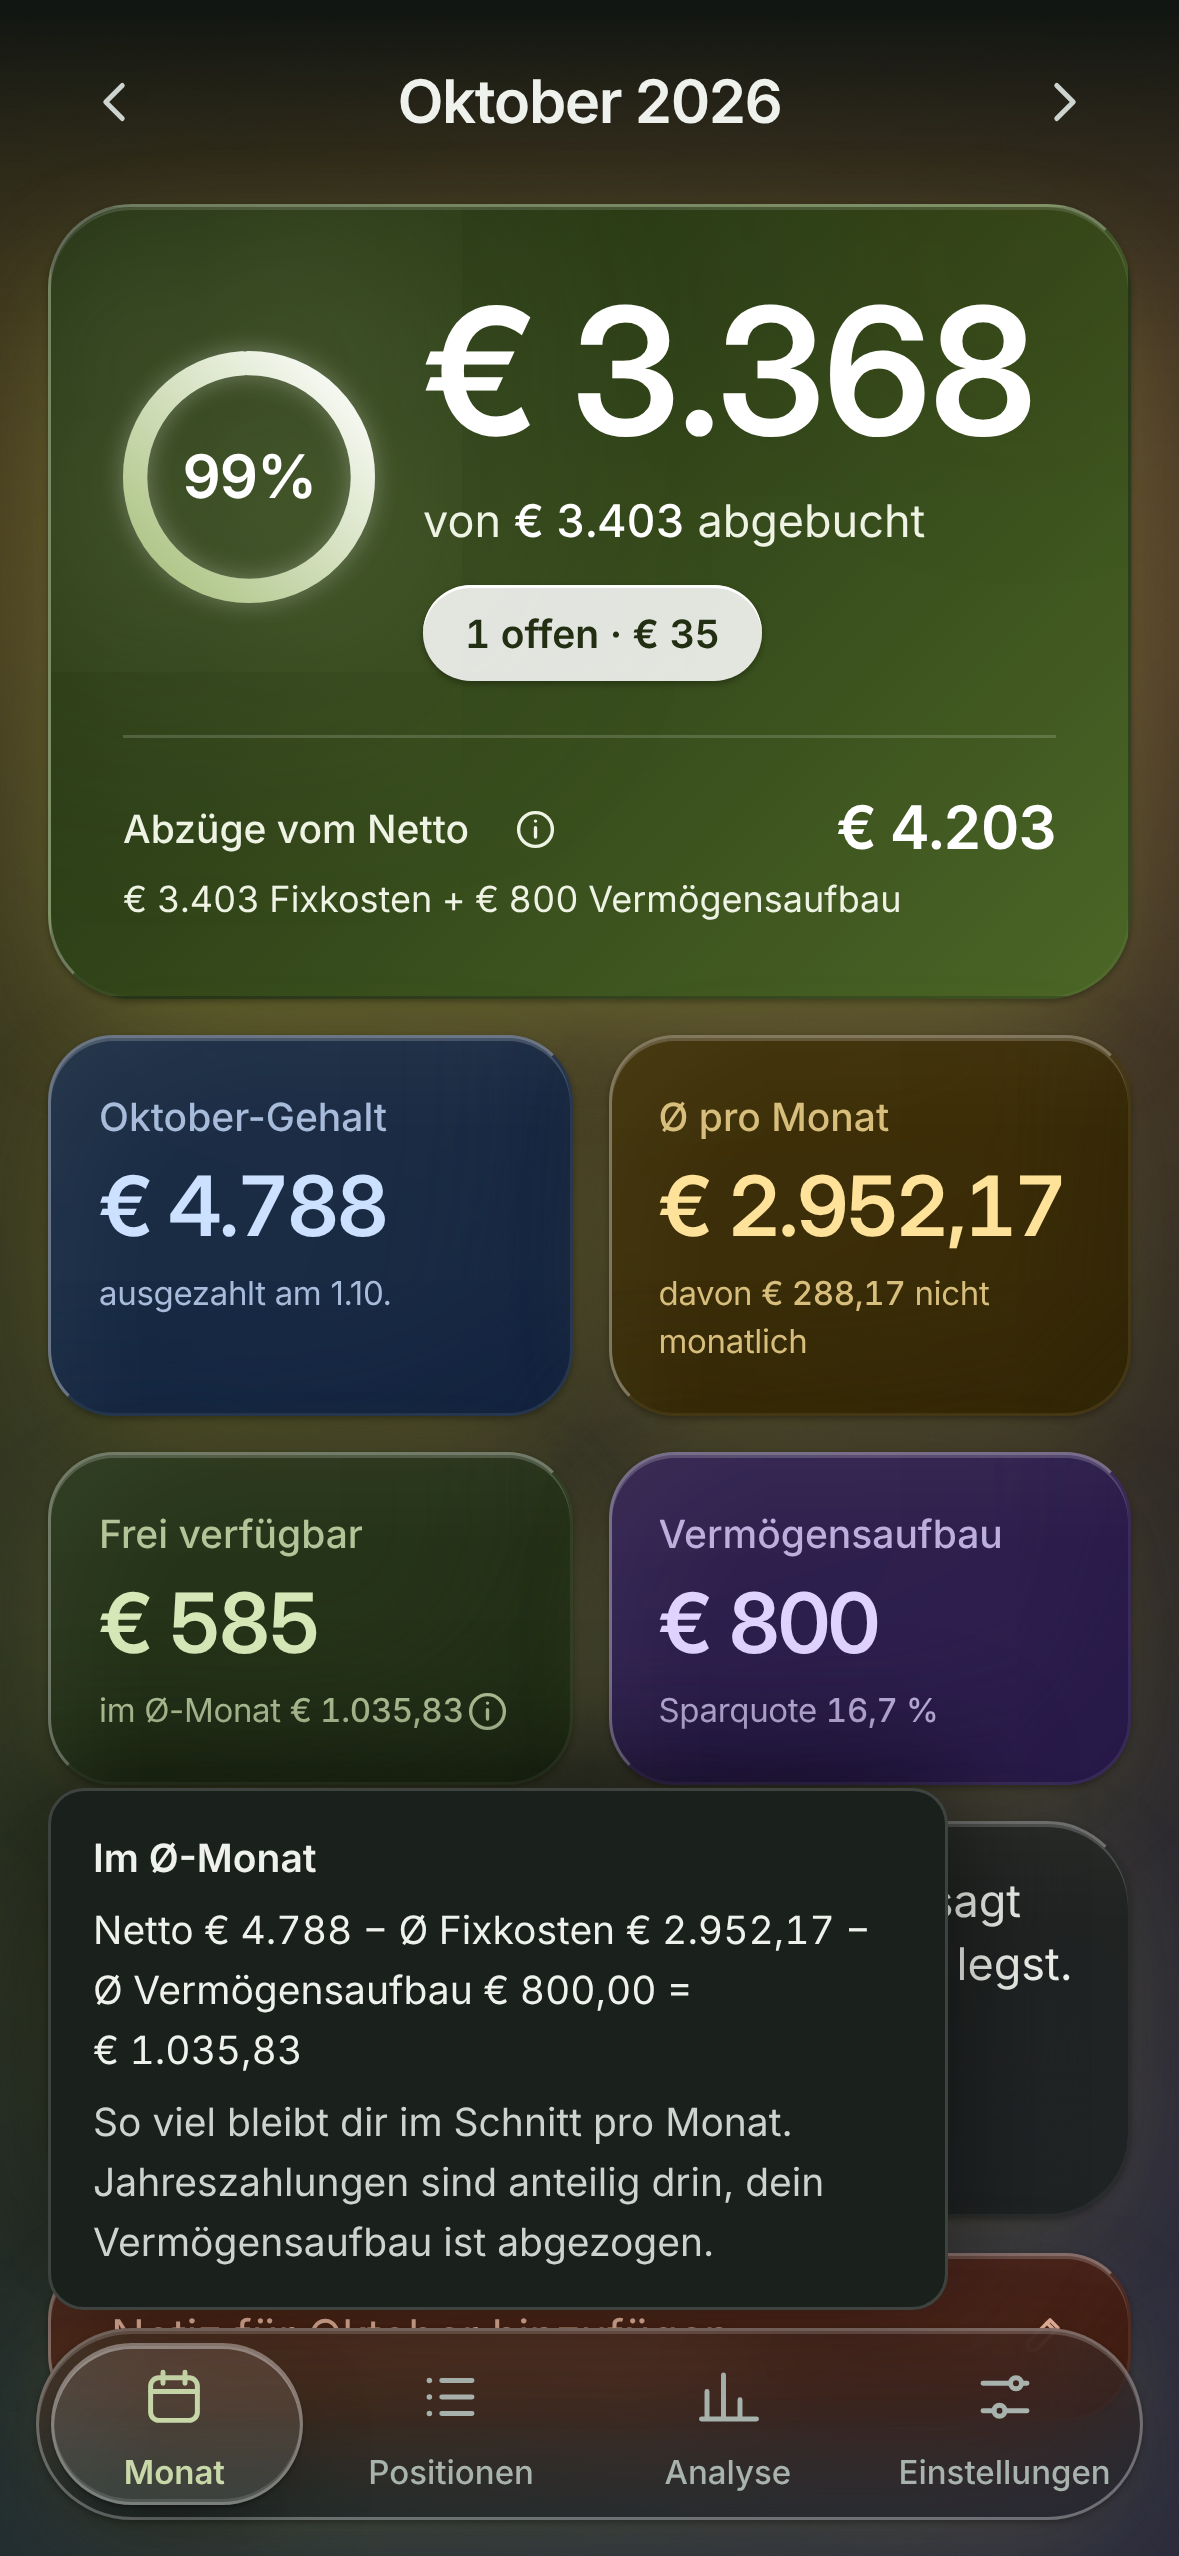 Oktober 2026
€ 3.368
99%
von € 3.403 abgebucht
1 offen · € 35
Abzüge vom Netto
€ 4.203
€ 3.403 Fixkosten + € 800 Vermögensaufbau
Oktober-Gehalt
€ 4.788
ausgezahlt am 1.10.
Ø pro Monat
€ 2.952,17
davon € 288,17 nicht
monatlich
Frei verfügbar
€ 585
im Ø-Monat € 1.035,83
Vermögensaufbau
€ 800
Sparquote 16,7 %
Im Ø-Monat
Netto € 4.788 − Ø Fixkosten € 2.952,17 −
Ø Vermögensaufbau € 800,00 =
€ 1.035,83
So viel bleibt dir im Schnitt pro Monat.
Jahreszahlungen sind anteilig drin, dein
Vermögensaufbau ist abgezogen.
legst.
Notiz für Oktober hinzufügen
Monat
Positionen
Analyse
Einstellungen